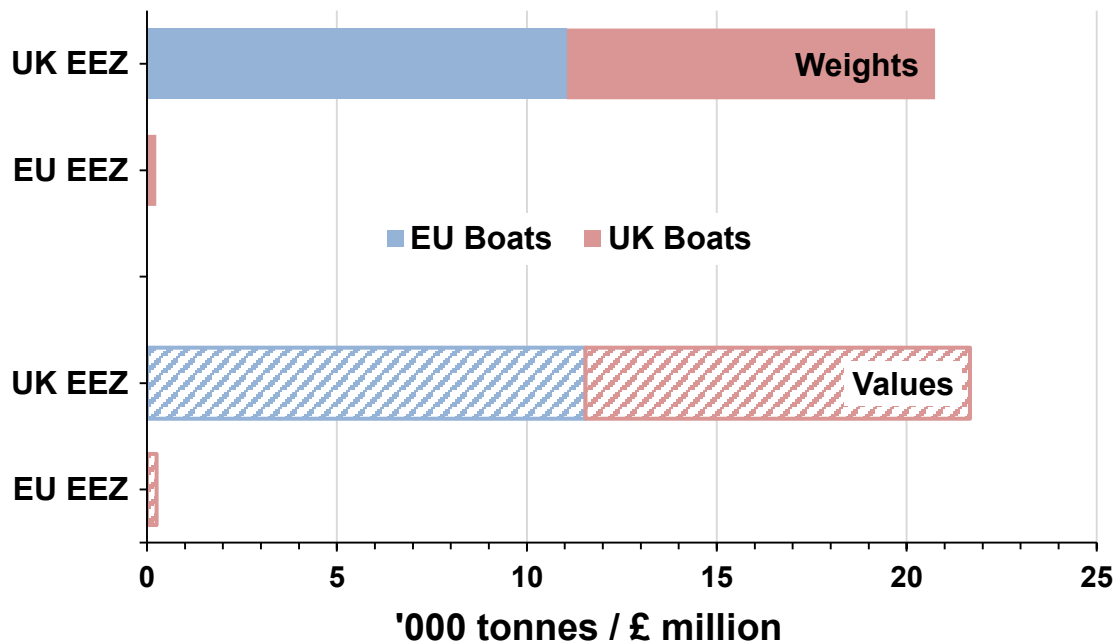 UK EEZ
Weights
EU EEZ
EU Boats UK Boats
UK EEZ
Values
EU EEZ
0 5 10 15 20 25
'000 tonnes / £ million